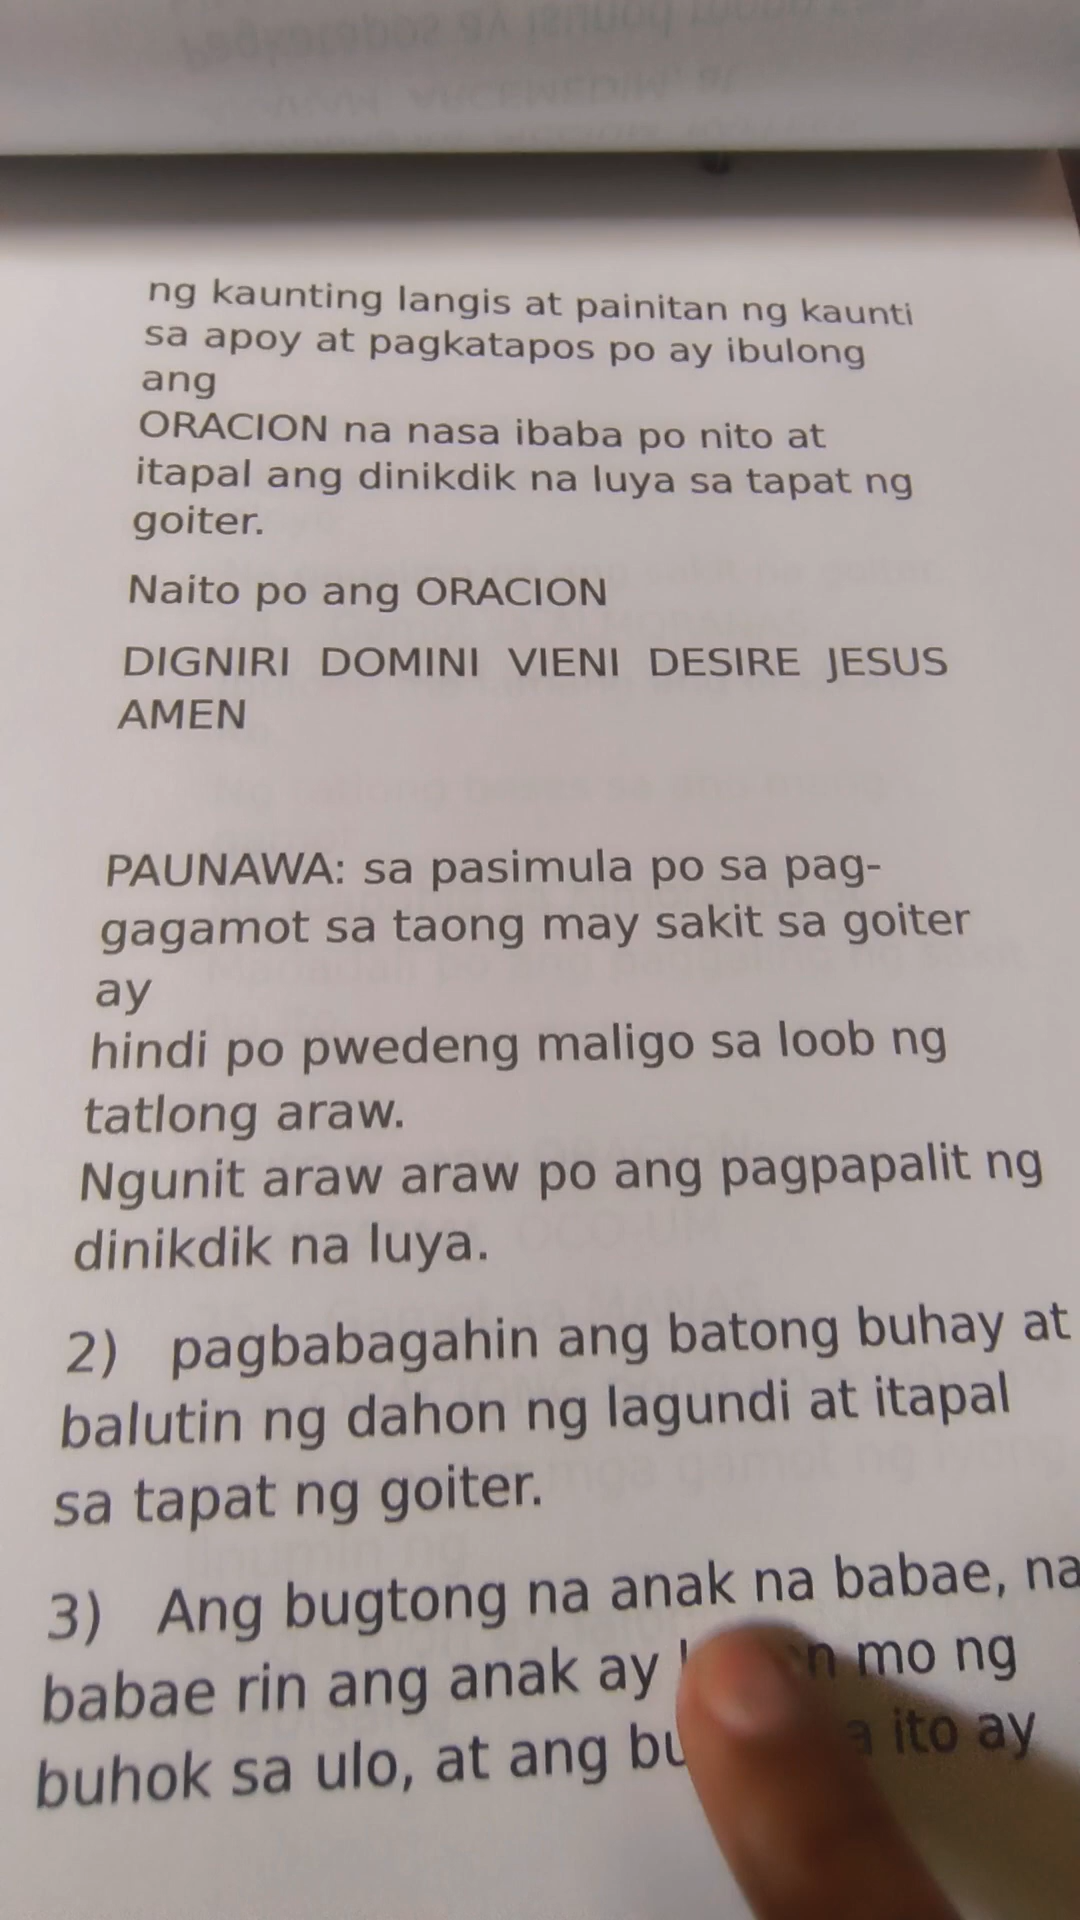 ng kaunting langis at painitan ng kaunti
sa apoy at pagkatapos po ay ibulong
ang
ORACION na nasa ibaba po nito at
itapal ang dinikdik na luya sa tapat ng
goiter.
Naito po ang ORACION
DIGNIRI DOMINI VIENI DESIRE JESUS
AMEN
PAUNAWA: sa pasimula po sa pag-
gagamot sa taong may sakit sa goiter
ay
hindi po pwedeng maligo sa loob ng
tatlong araw.
Ngunit araw araw po ang pagpapalit ng
dinikdik na luya.
2) pagbabagahin ang batong buhay at
balutin ng dahon ng lagundi at itapal
sa tapat ng goiter.
3) Ang bugtong na anak na babae, na
babae rin ang anak ay mo ng
buhok sa ulo, at ang ito ay